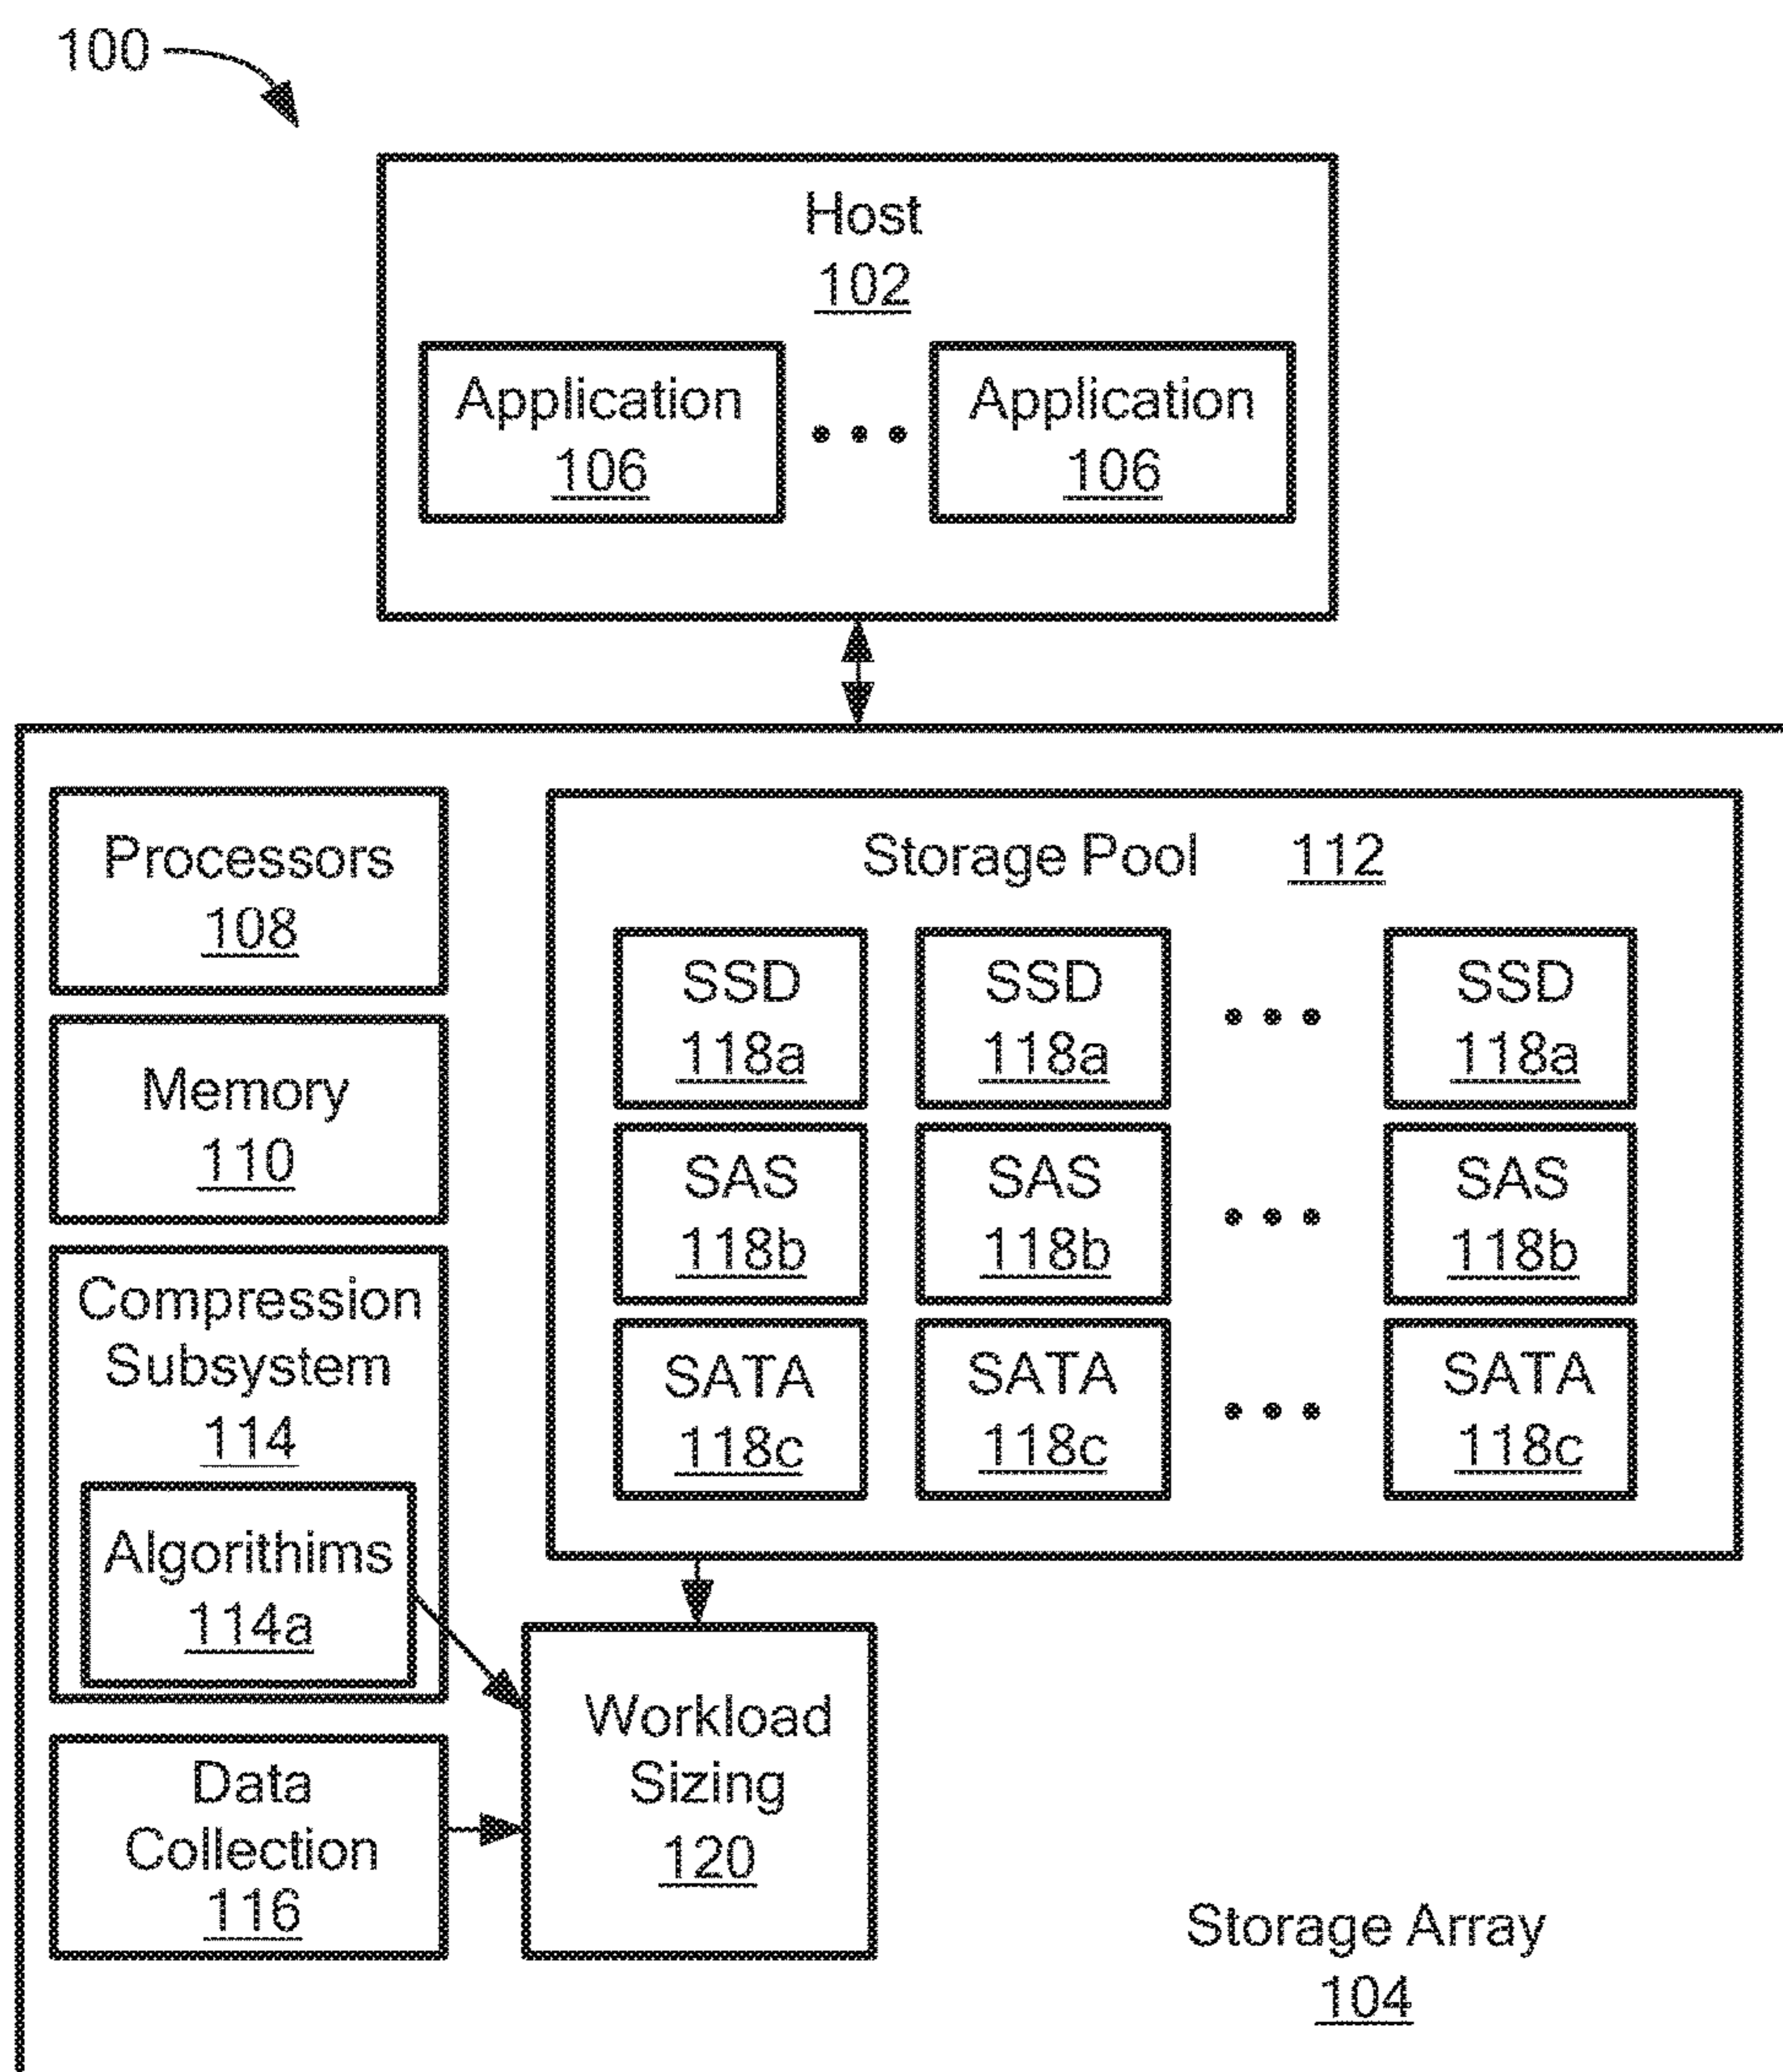 100
Host
102
Application
106
Application
106
Processors
108
Memory
110
Compression
Subsystem
114
Algorithims
114a
Data
Collection
116
Storage Pool 112
SSD
118a
SSD
118a
SSD
118a
SAS
118b
SAS
118b
SAS
118b
SATA
118c
SATA
118c
SATA
118c
Workload
Sizing
120
Storage Array
104